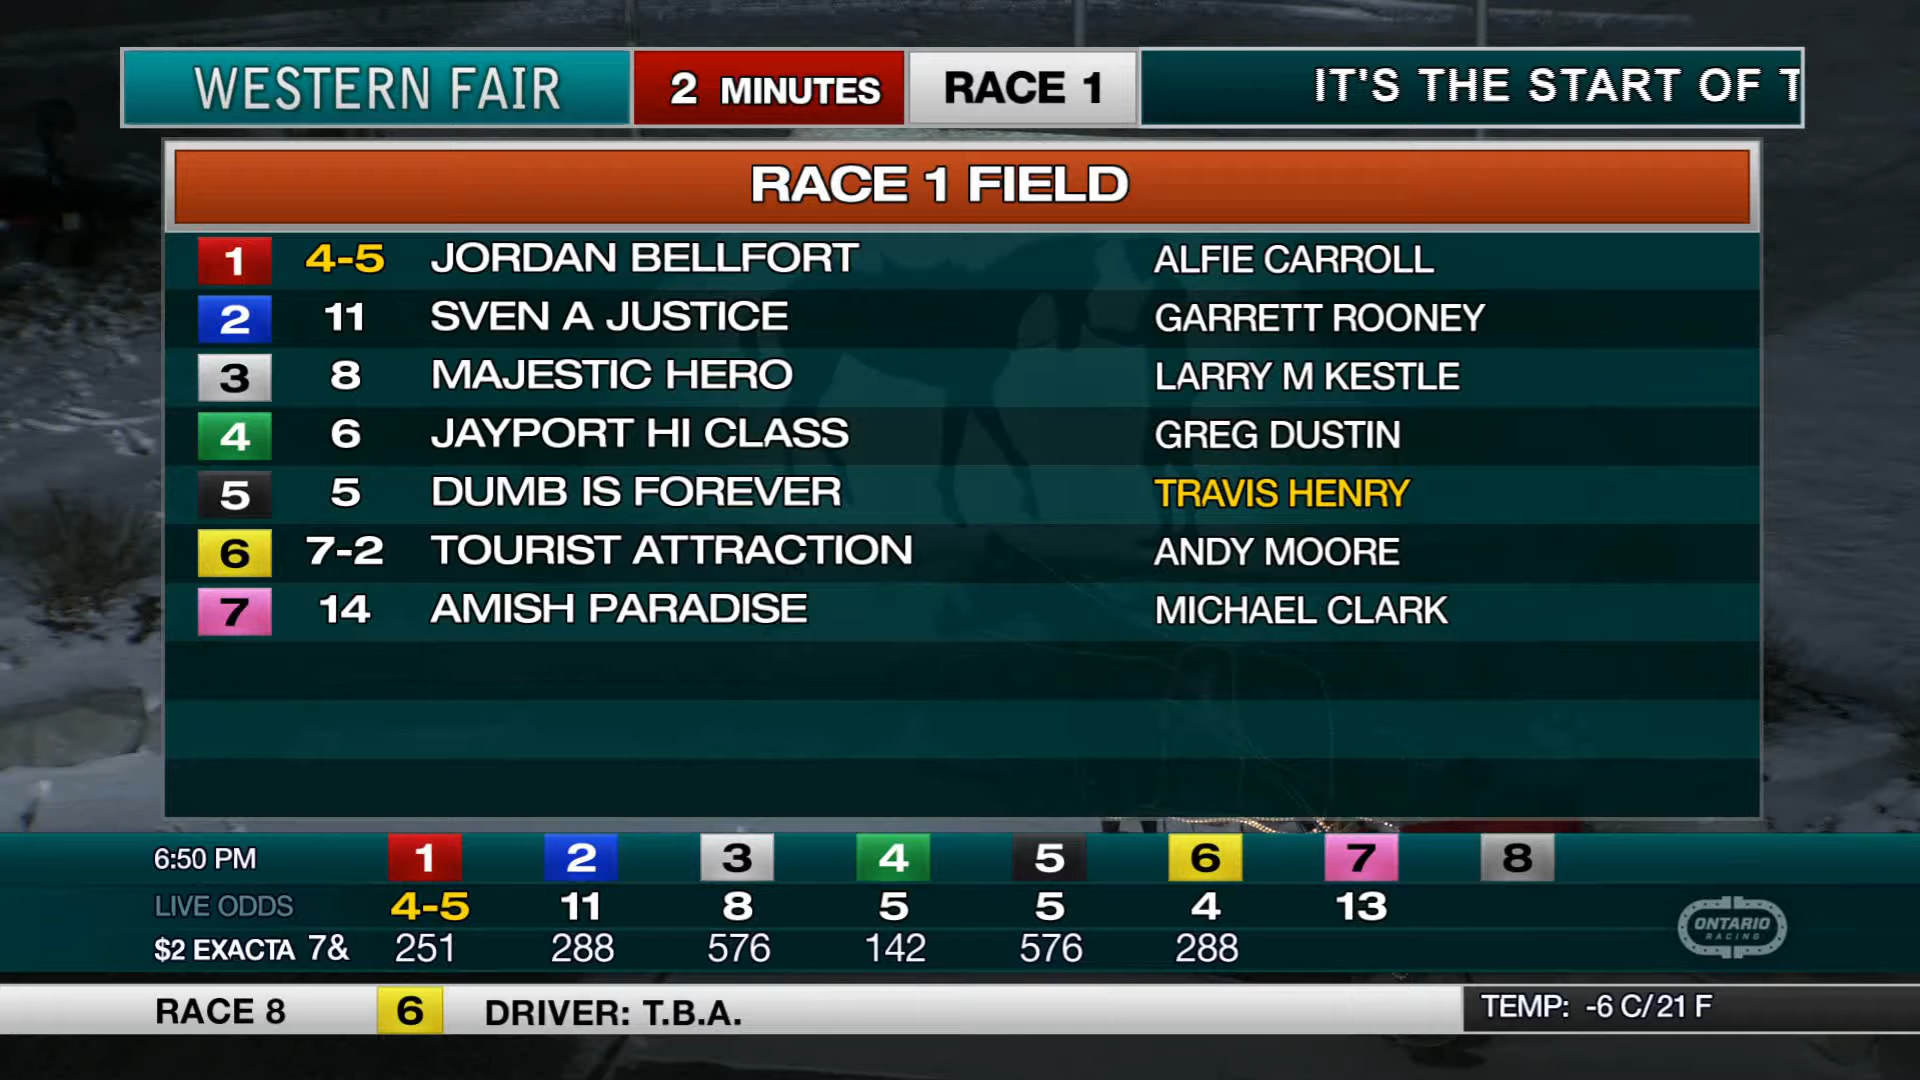 WESTERN FAIR 2 MINUTES RACE 1 IT'S THE START OF T
RACE 1 FIELD
1 4-5 JORDAN BELLFORT ALFIE CARROLL
2 11 SVEN A JUSTICE GARRETT ROONEY
3 8 MAJESTIC HERO LARRY M KESTLE
4 6 JAYPORT HI CLASS GREG DUSTIN
5 5 DUMB IS FOREVER TRAVIS HENRY
6 7-2 TOURIST ATTRACTION ANDY MOORE
7 14 AMISH PARADISE MICHAEL CLARK
6:50 PM 1 2 3 4 5 6 7 8
LIVE ODDS 4-5 11 8 5 5 4 13
$2 EXACTA 7& 251 288 576 142 576 288
ONTARIO
RACING
RACE 8 6 DRIVER: T.B.A. TEMP: -6 C/21 F